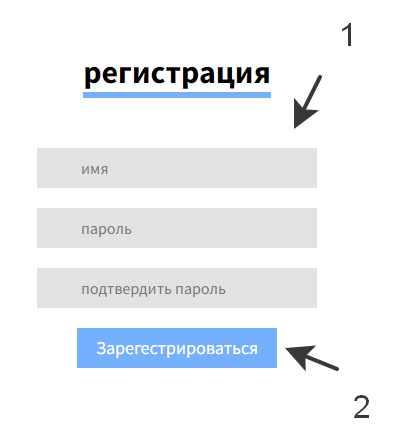 1
регистрация
имя
пароль
подтвердить пароль
Зарегестрироваться
2